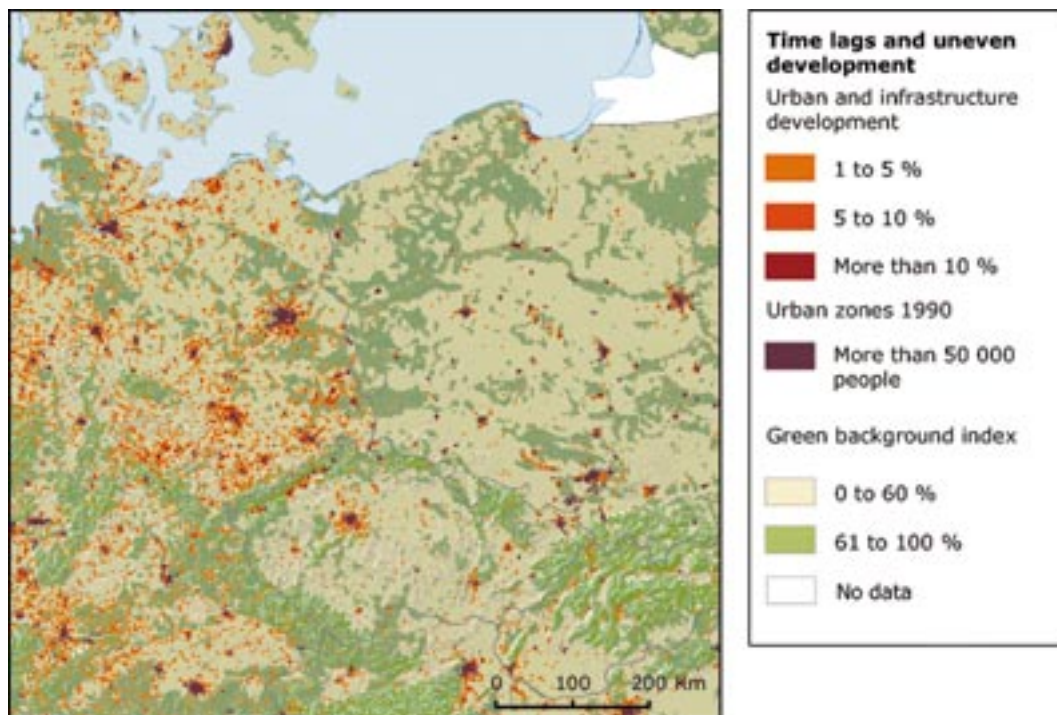 Time lags and uneven
development
Urban and infrastructure
development
1 to 5 %
5 to 10 %
More than 10 %
Urban zones 1990
More than 50 000
people
Green background index
0 to 60 %
61 to 100 %
No data
0 100 200 Km